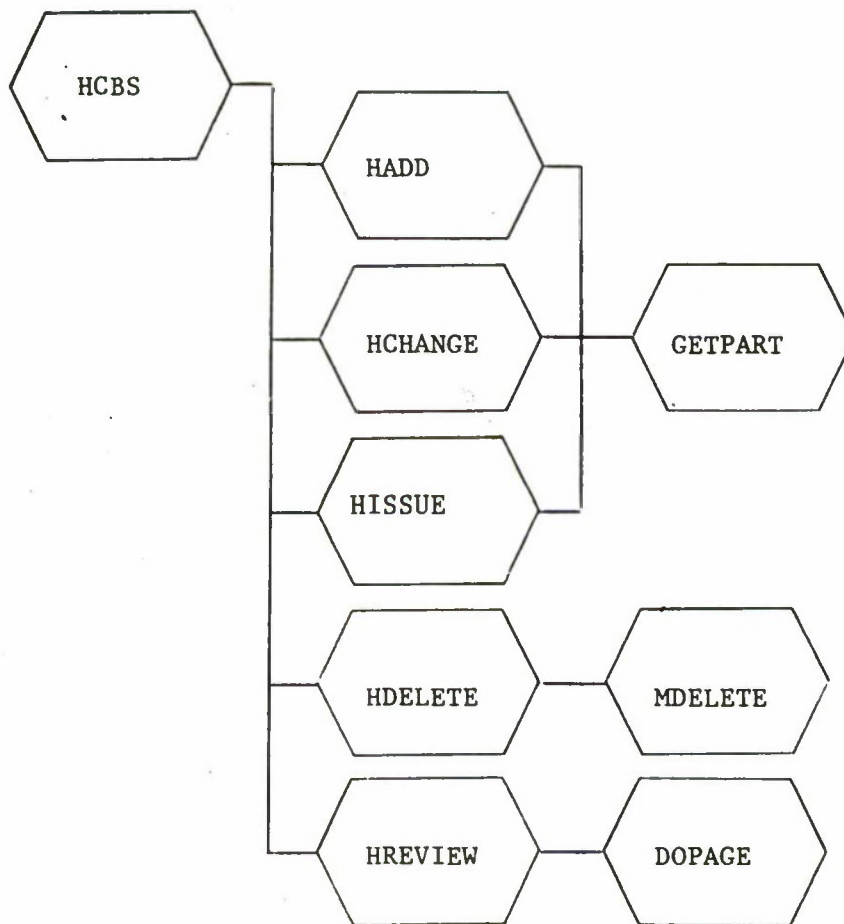 HCBS
HADD
HCHANGE
GETPART
HISSUE
HDELETE
MDELETE
HREVIEW
DOPAGE